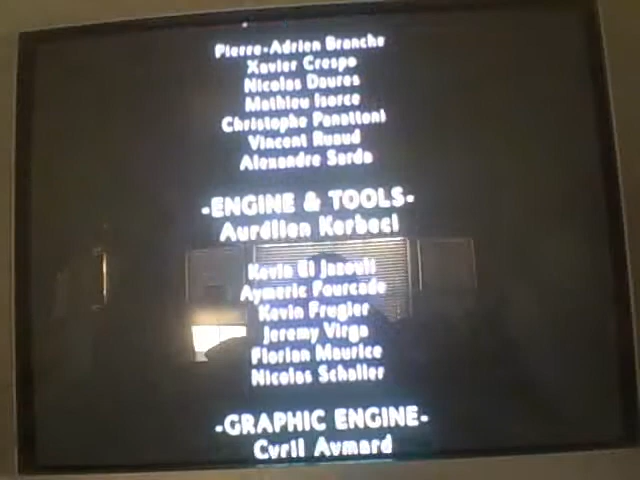 Pierre-Adrien Branche
Xavier Crespo
Nicolas Daures
Mathieu Isorce
Christophe Panattoni
Vincent Ruaud
Alexandre Sarda
-ENGINE & TOOLS-
Aurélien Kerbeci
Kevin El Jazouli
Aymeric Fourcade
Kevin Frugier
Jeremy Virga
Florian Maurice
Nicolas Schaller
-GRAPHIC ENGINE-
Cyril Aymard